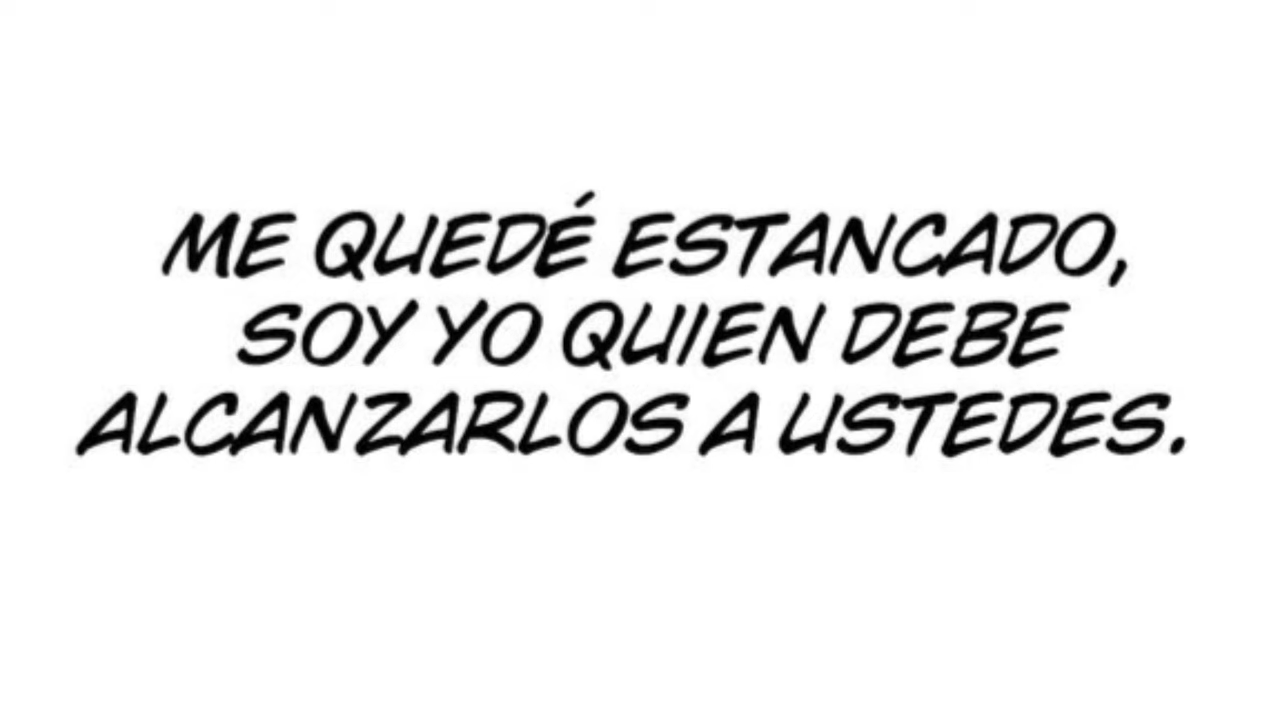 ME QUEDÉ ESTANCADO,
SOY YO QUIEN DEBE
ALCANZARLOS A USTEDES.